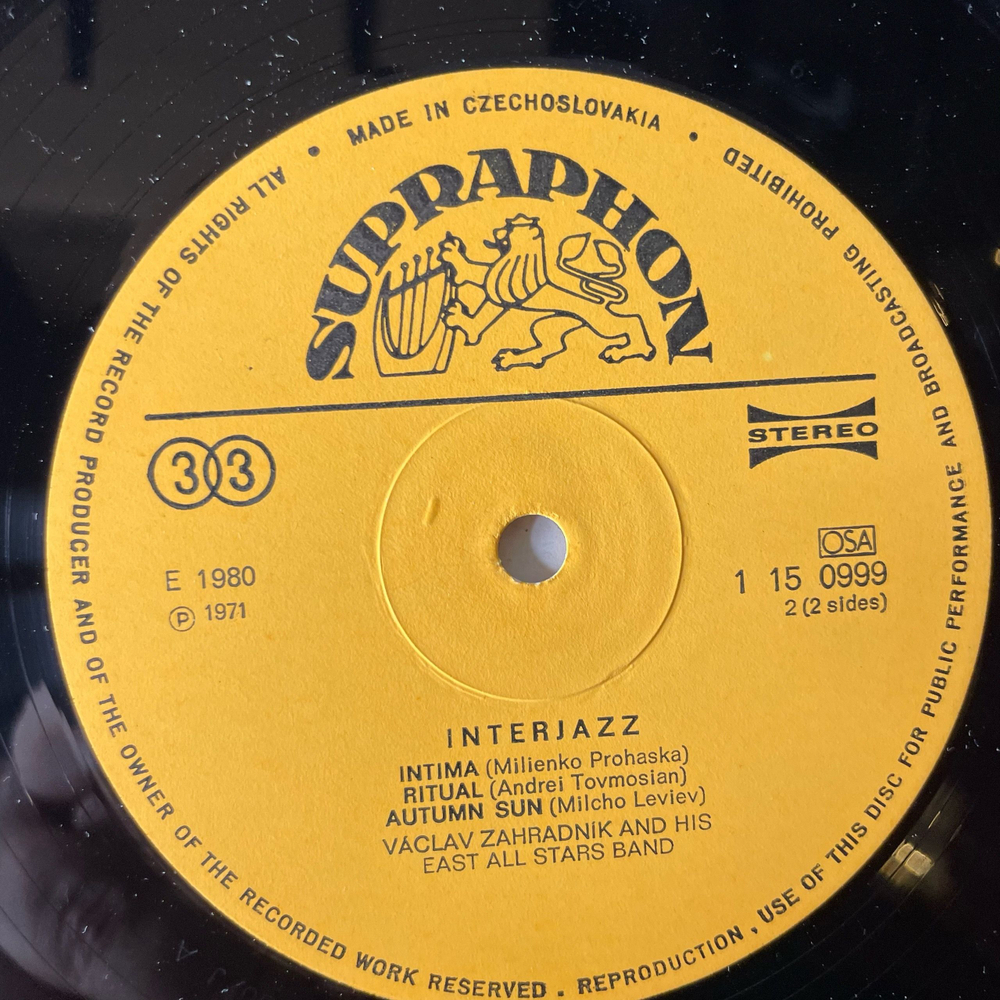 MADE IN CZECHOSLOVAKIA
SUPRAPHON
33
STEREO
OSA
E 1980
1 15 0999
Ⓟ 1971
2 (2 sides)
INTERJAZZ
INTIMA (Milienko Prohaska)
RITUAL (Andrei Tovmosian)
AUTUMN SUN (Milcho Leviev)
VÁCLAV ZAHRADNÍK AND HIS
EAST ALL STARS BAND
ALL RIGHTS OF THE RECORD PRODUCER AND OF THE OWNER OF THE RECORDED WORK RESERVED . REPRODUCTION , USE OF THIS DISC FOR PUBLIC PERFORMANCE AND BROADCASTING PROHIBITED